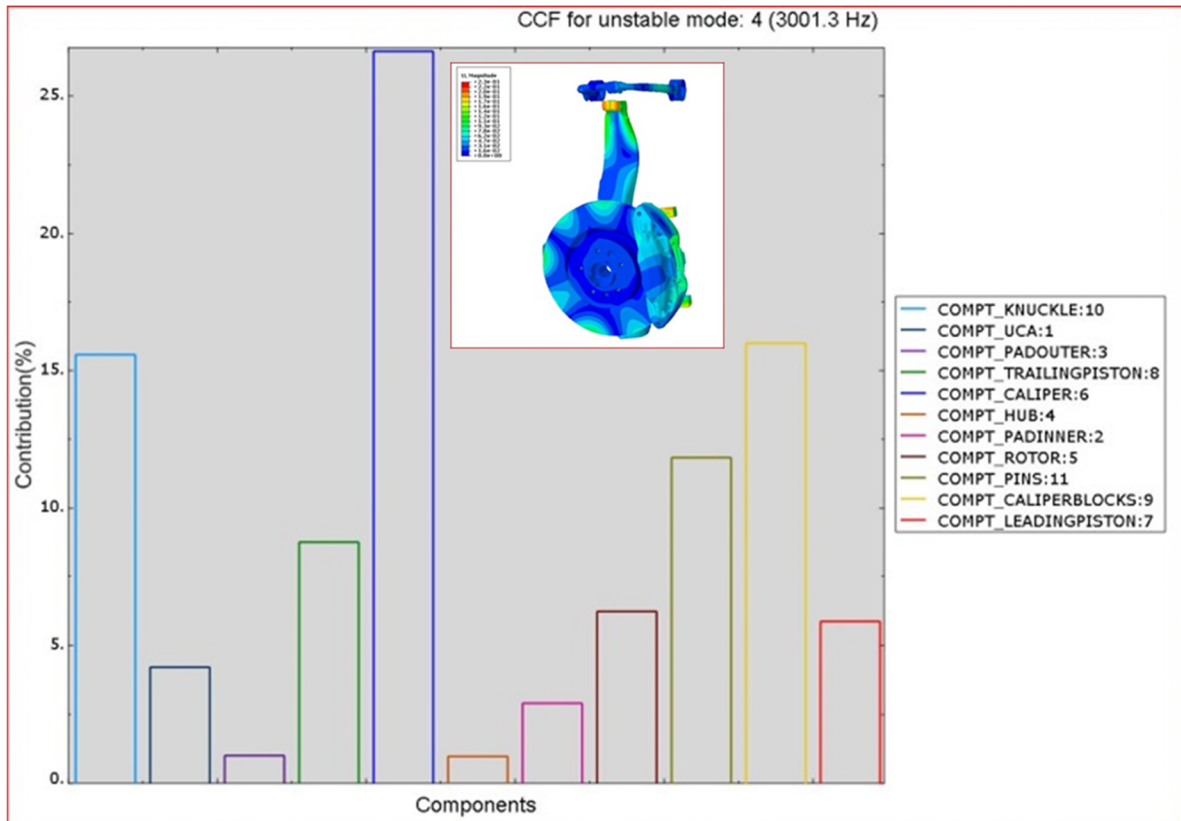 CCF for unstable mode: 4 (3001.3 Hz)
25.
20.
15.
10.
5.
0.
Contribution(%)
Components
U, Magnitude
COMPT_KNUCKLE:10
COMPT_UCA:1
COMPT_PADOUTER:3
COMPT_TRAILINGPISTON:8
COMPT_CALIPER:6
COMPT_HUB:4
COMPT_PADINNER:2
COMPT_ROTOR:5
COMPT_PINS:11
COMPT_CALIPERBLOCKS:9
COMPT_LEADINGPISTON:7